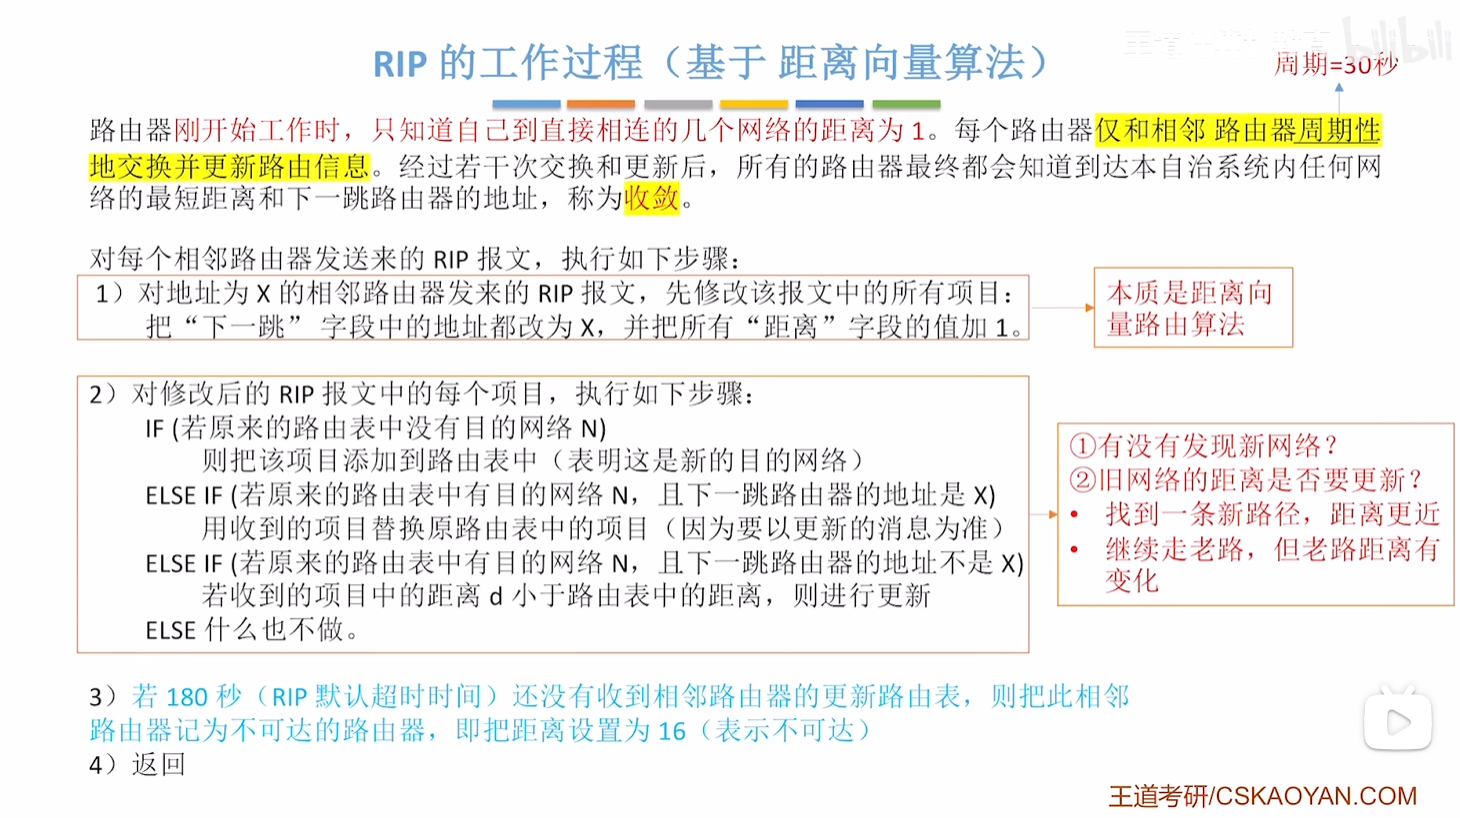 RIP 的工作过程（基于 距离向量算法）
周期=30秒
bilibili
路由器刚开始工作时，只知道自己到直接相连的几个网络的距离为 1。每个路由器仅和相邻 路由器周期性
地交换并更新路由信息。经过若干次交换和更新后，所有的路由器最终都会知道到达本自治系统内任何网
络的最短距离和下一跳路由器的地址，称为收敛。
对每个相邻路由器发送来的 RIP 报文，执行如下步骤：
1）对地址为 X 的相邻路由器发来的 RIP 报文，先修改该报文中的所有项目：
把“下一跳” 字段中的地址都改为 X，并把所有“距离”字段的值加 1。
本质是距离向
量路由算法
2）对修改后的 RIP 报文中的每个项目，执行如下步骤：
IF (若原来的路由表中没有目的网络 N)
则把该项目添加到路由表中（表明这是新的目的网络）
ELSE IF (若原来的路由表中有目的网络 N，且下一跳路由器的地址是 X)
用收到的项目替换原路由表中的项目（因为要以更新的消息为准）
ELSE IF (若原来的路由表中有目的网络 N，且下一跳路由器的地址不是 X)
若收到的项目中的距离 d 小于路由表中的距离，则进行更新
ELSE 什么也不做。
①有没有发现新网络？
②旧网络的距离是否要更新？
• 找到一条新路径，距离更近
• 继续走老路，但老路距离有
变化
3）若 180 秒（RIP 默认超时时间）还没有收到相邻路由器的更新路由表，则把此相邻
路由器记为不可达的路由器，即把距离设置为 16（表示不可达）
4）返回
王道考研/CSKAOYAN.COM